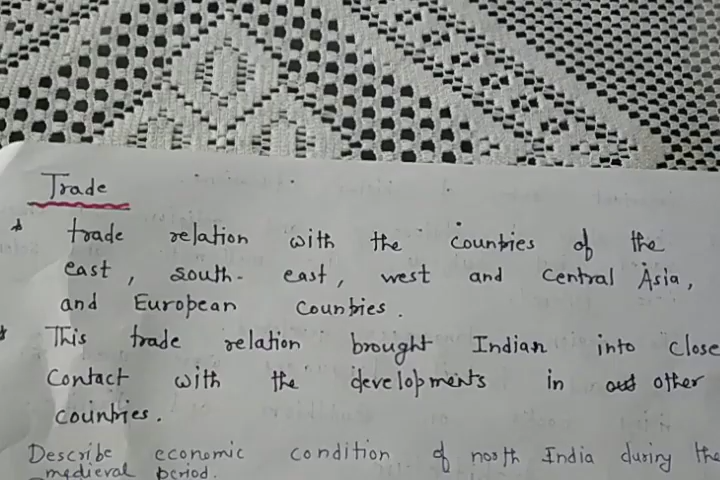 Trade
* trade relation with the Countries of the
east, south-east, west and Central Asia,
and European Countries.
* This trade relation brought Indian into close
Contact with the developments in other
countries.
Describe economic condition of north India during the
medieval period.